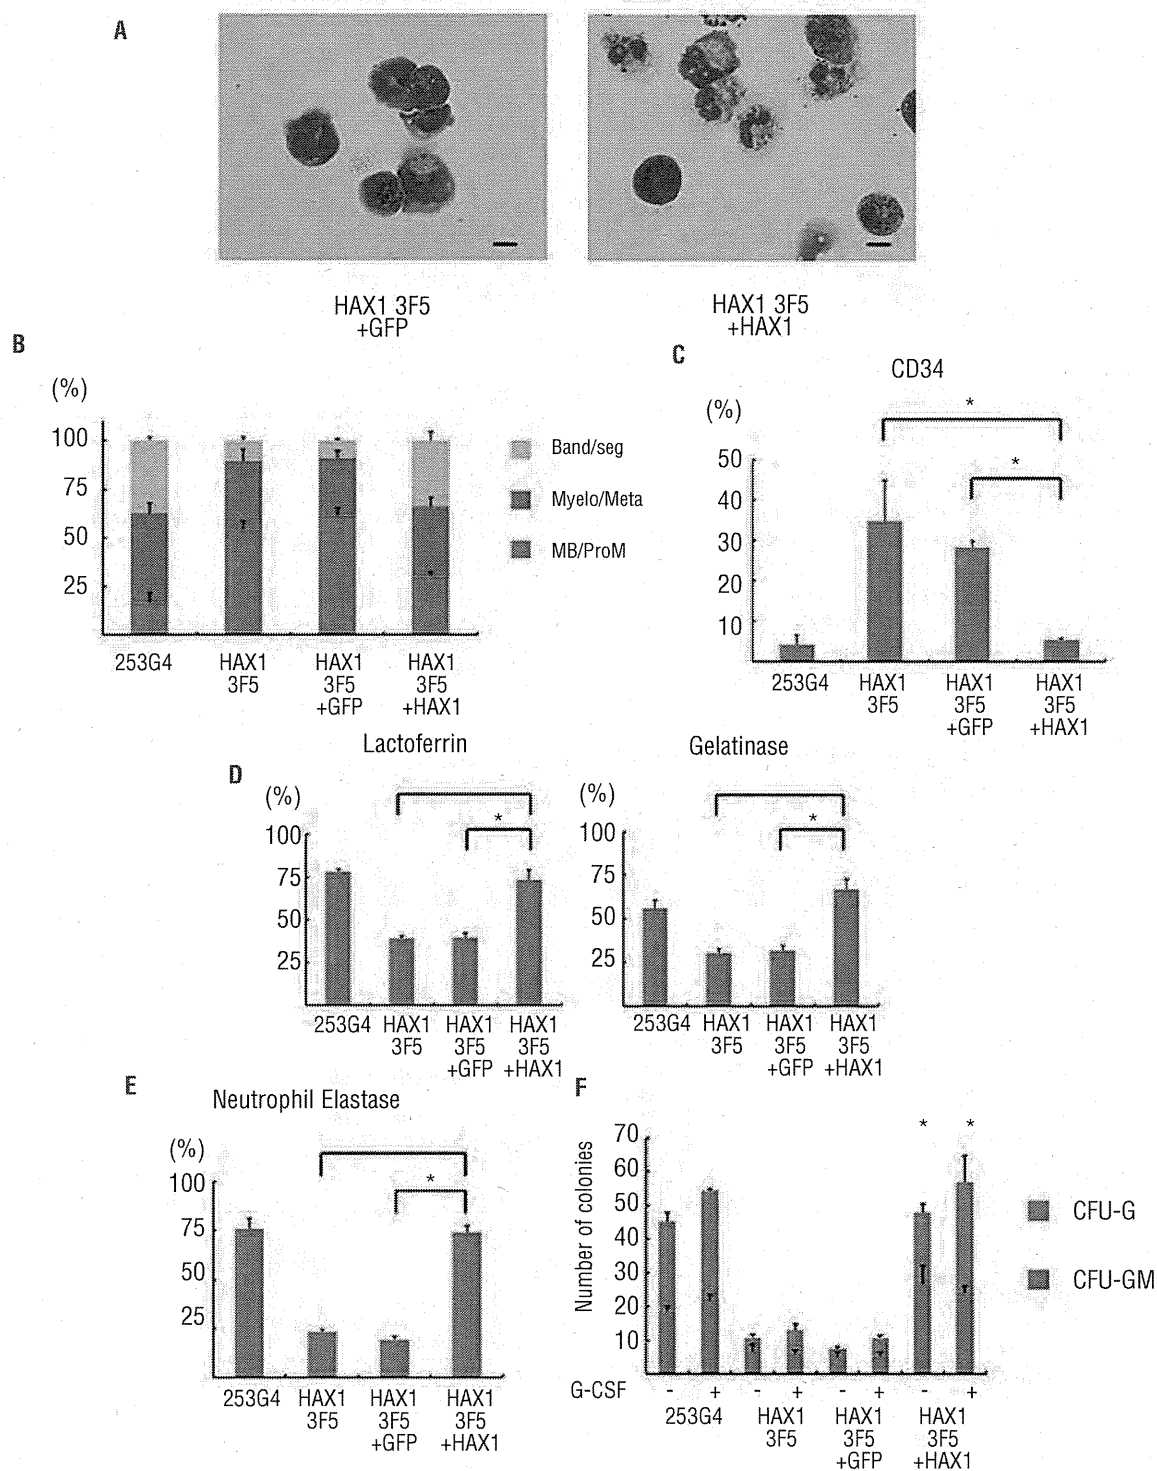 A
HAX1 3F5
+GFP
HAX1 3F5
+HAX1
B
(%)
100
75
50
25
253G4
HAX1
3F5
HAX1
3F5
+GFP
HAX1
3F5
+HAX1
Band/seg
Myelo/Meta
MB/ProM
C
CD34
(%)
*
*
50
40
30
20
10
253G4
HAX1
3F5
HAX1
3F5
+GFP
HAX1
3F5
+HAX1
D
Lactoferrin
(%)
*
100
75
50
25
253G4
HAX1
3F5
HAX1
3F5
+GFP
HAX1
3F5
+HAX1
Gelatinase
(%)
*
100
75
50
25
253G4
HAX1
3F5
HAX1
3F5
+GFP
HAX1
3F5
+HAX1
E
Neutrophil Elastase
(%)
*
100
75
50
25
253G4
HAX1
3F5
HAX1
3F5
+GFP
HAX1
3F5
+HAX1
F
Number of colonies
70
60
50
40
30
20
10
* *
G-CSF - + - + - + - +
253G4
HAX1
3F5
HAX1
3F5
+GFP
HAX1
3F5
+HAX1
CFU-G
CFU-GM